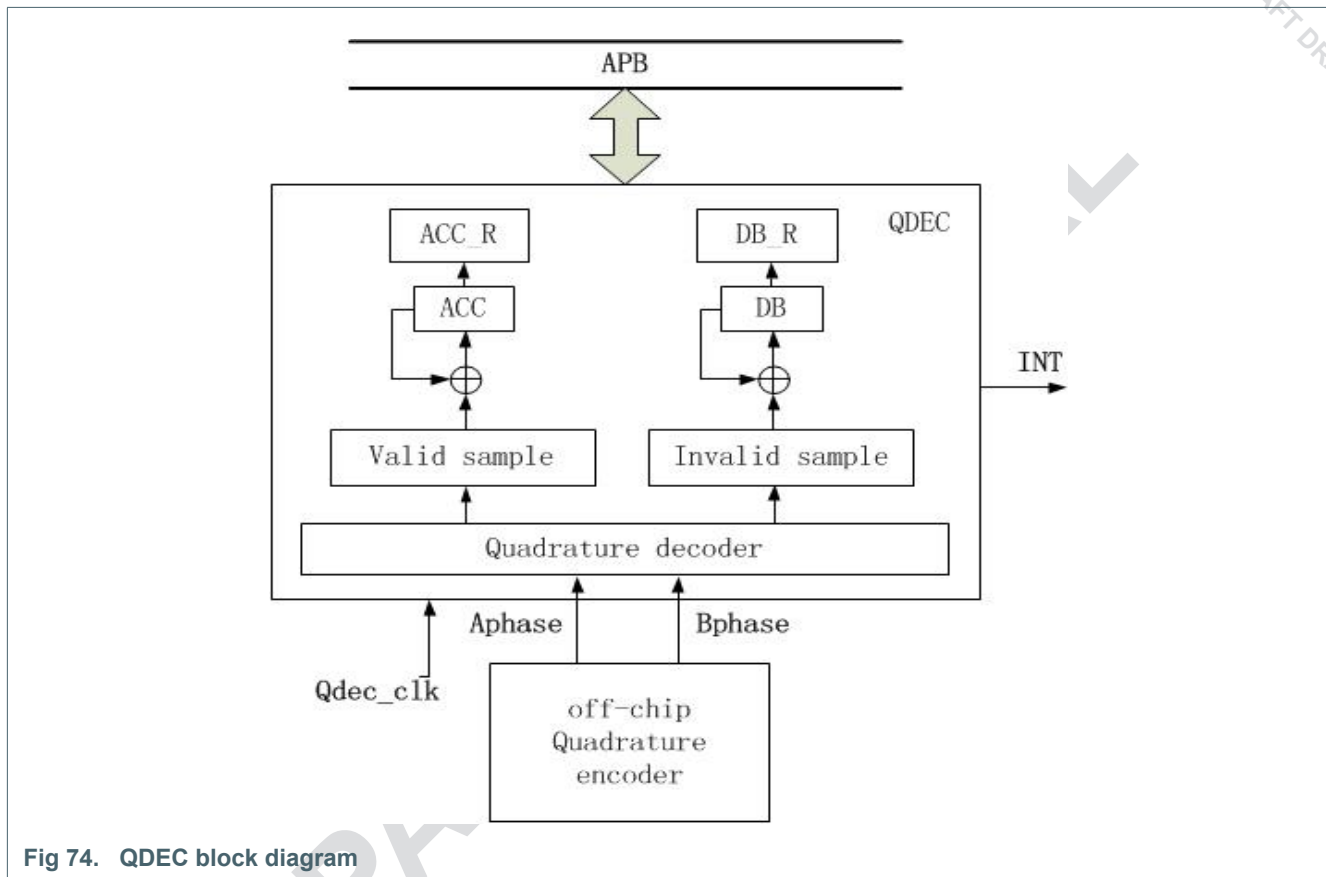 APB
QDEC
ACC_R
DB_R
ACC
DB
INT
Valid sample
Invalid sample
Quadrature decoder
Aphase
Bphase
Qdec_clk
off-chip
Quadrature
encoder
Fig 74. QDEC block diagram